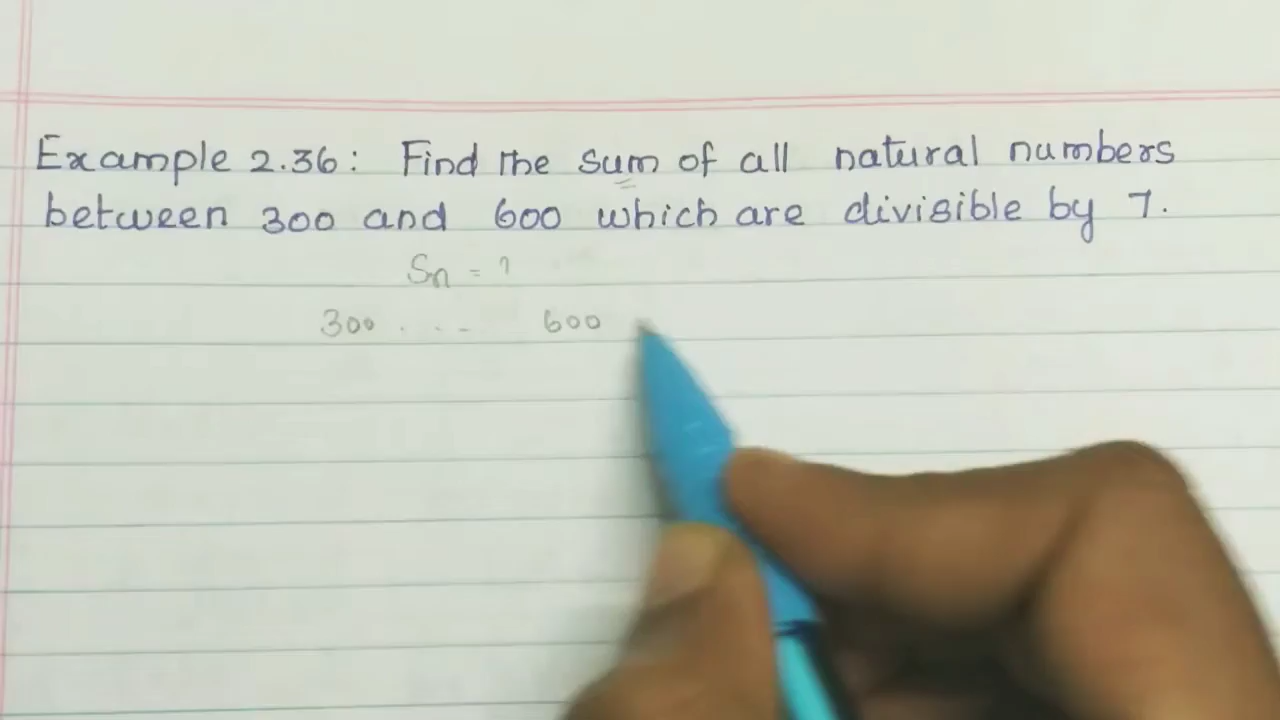 Example 2.36: Find the sum of all natural numbers
between 300 and 600 which are divisible by 7.
Sn = ?
300 . . . 600